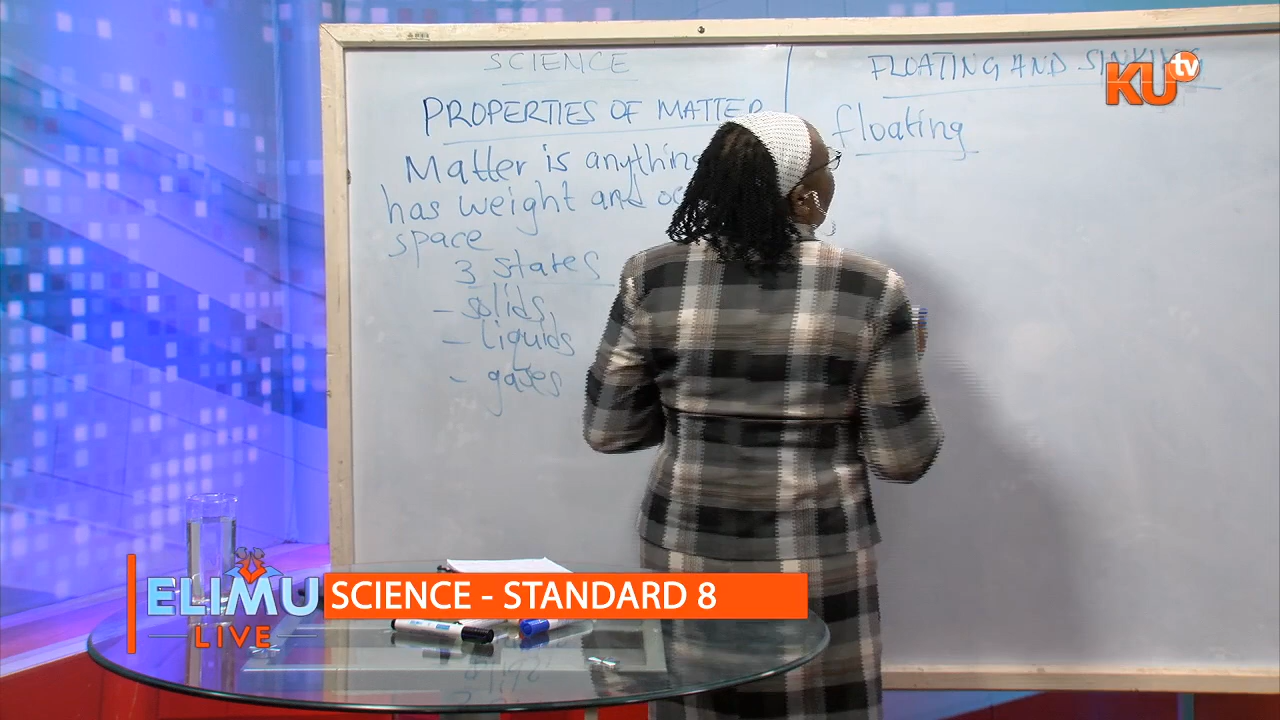 SCIENCE
PROPERTIES OF MATTER
Matter is anything
has weight and
space
3 states
- solids,
- liquids
- gases
FLOATING AND SINKING
floating
KU tv
ELIMU
LIVE
SCIENCE - STANDARD 8